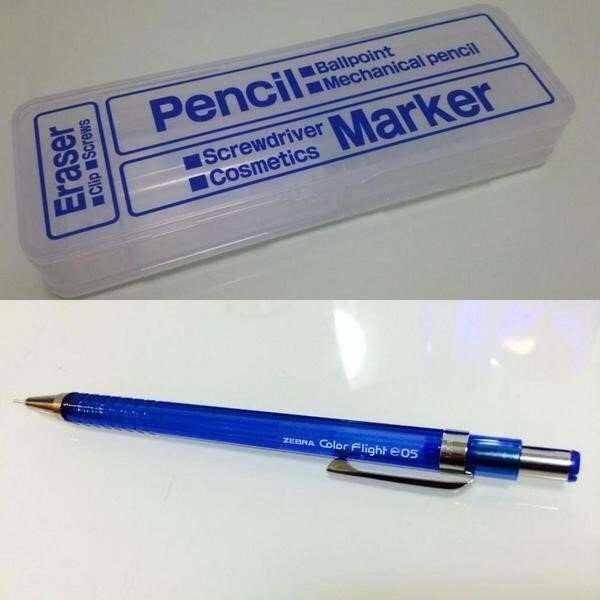 Eraser
■Clip ■Screws
Pencil ■Ballpoint
■Mechanical pencil
■Screwdriver
■Cosmetics Marker
ZEBRA Color Flight e05